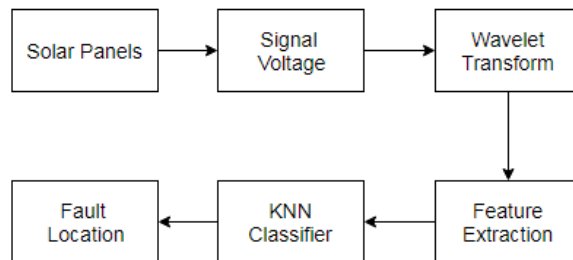 Solar Panels
Signal
Voltage
Wavelet
Transform
Feature
Extraction
KNN
Classifier
Fault
Location